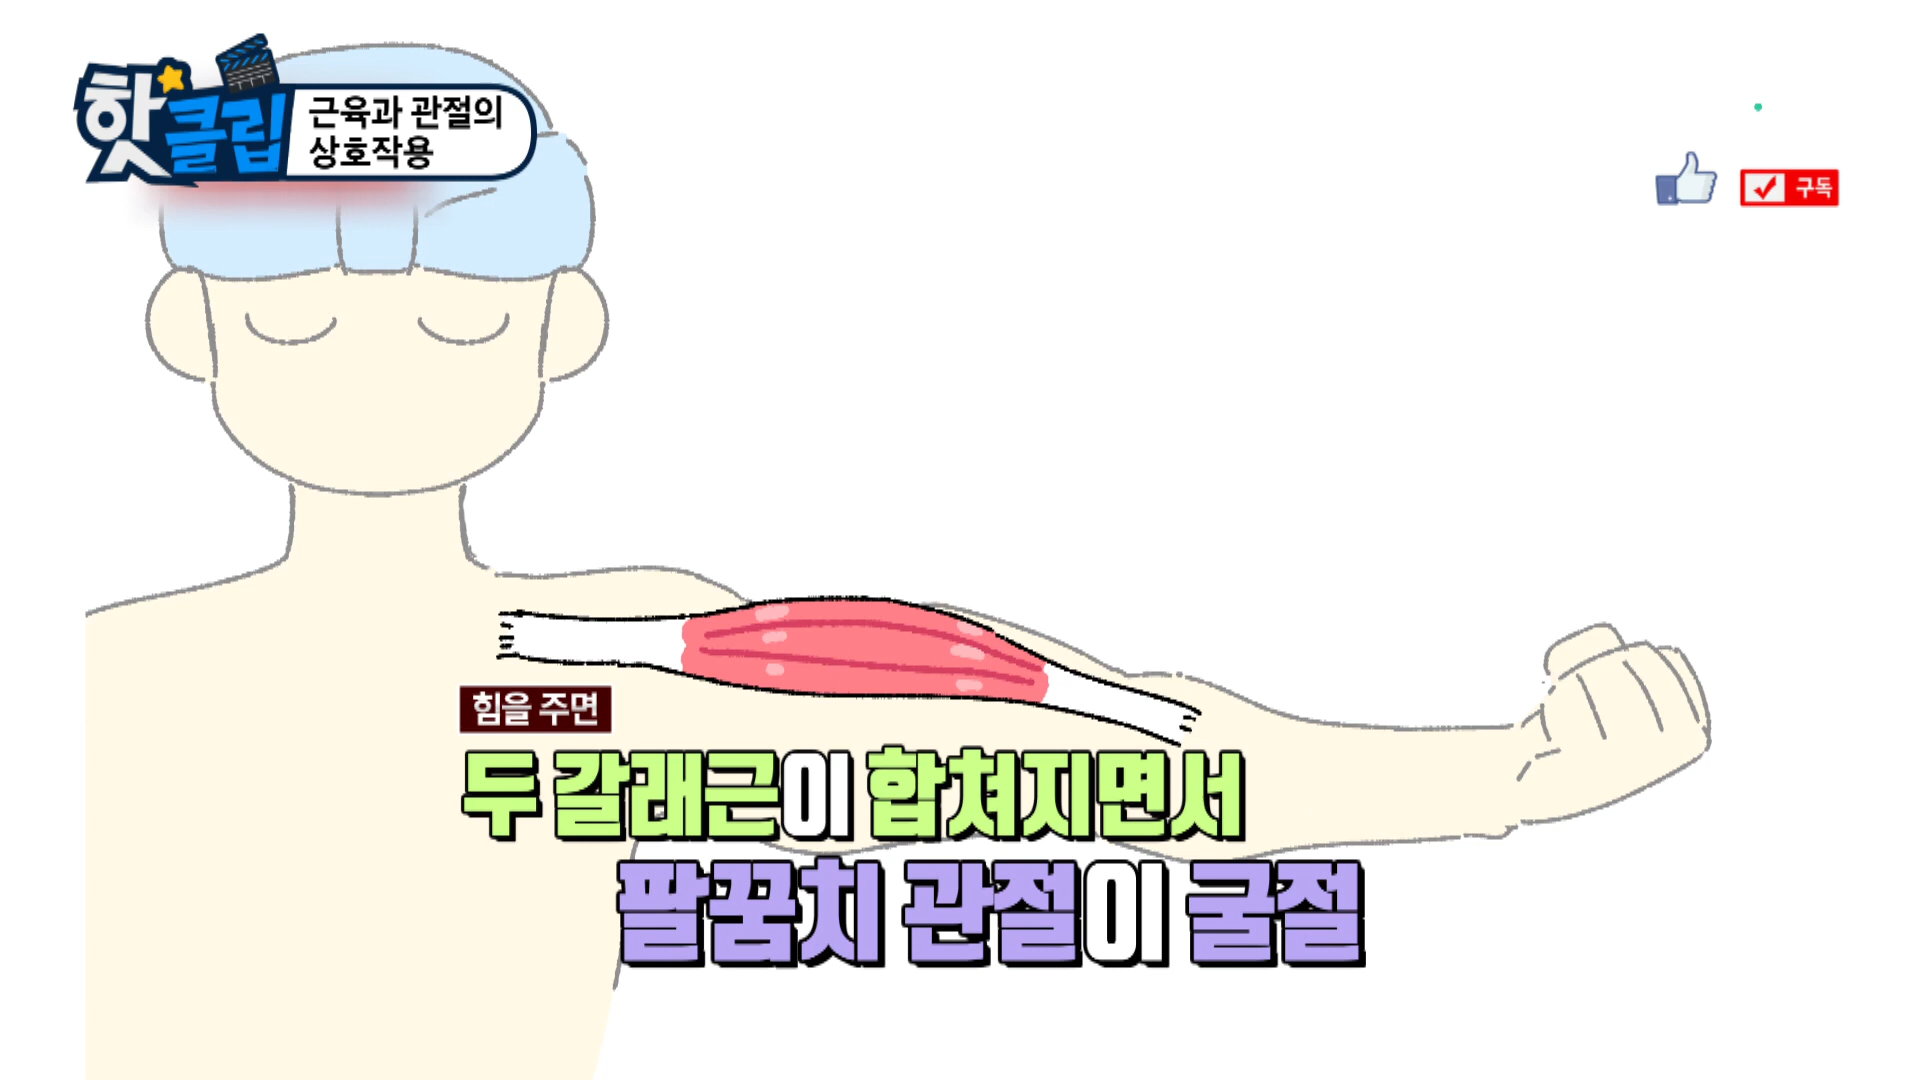 핫클립
근육과 관절의
상호작용
구독
힘을 주면
두 갈래근이 합쳐지면서
팔꿈치 관절이 굴절